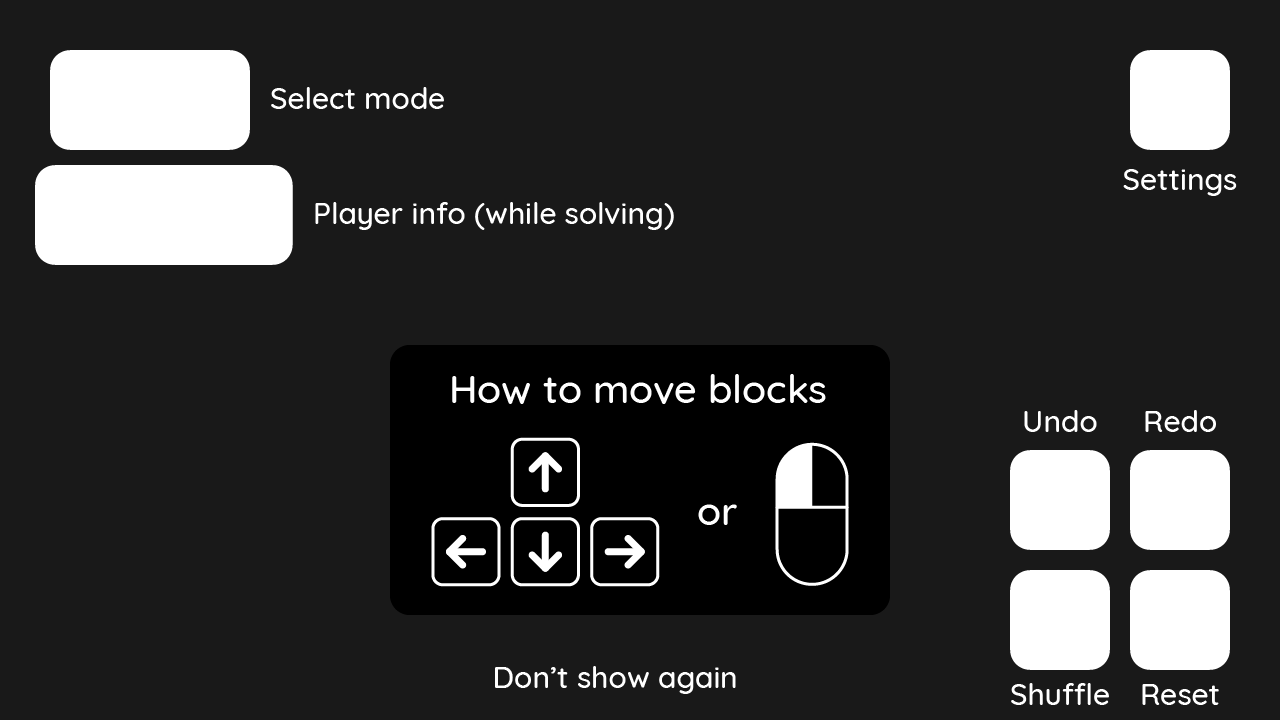 Select mode
Settings
Player info (while solving)
How to move blocks
or
Undo
Redo
Shuffle
Reset
Don’t show again